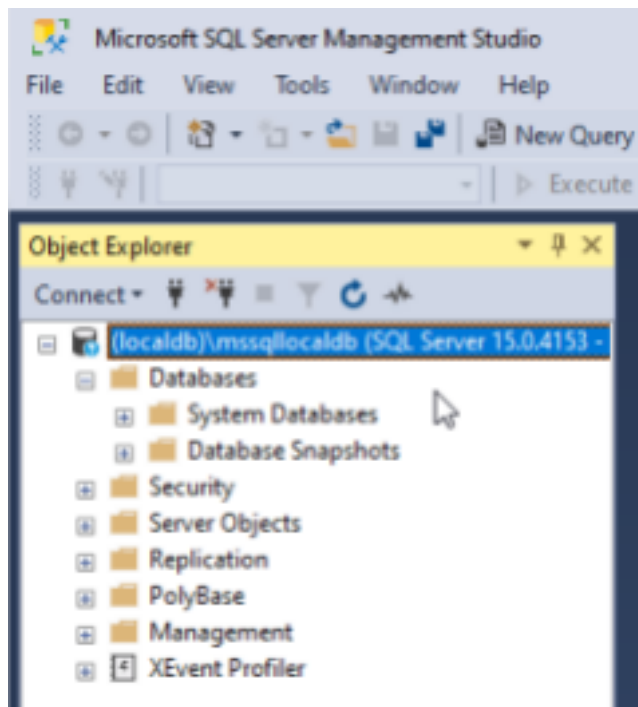 Microsoft SQL Server Management Studio
File Edit View Tools Window Help
New Query
Execute
Object Explorer
Connect
(localdb)\mssqllocaldb (SQL Server 15.0.4153 -
Databases
System Databases
Database Snapshots
Security
Server Objects
Replication
PolyBase
Management
XEvent Profiler